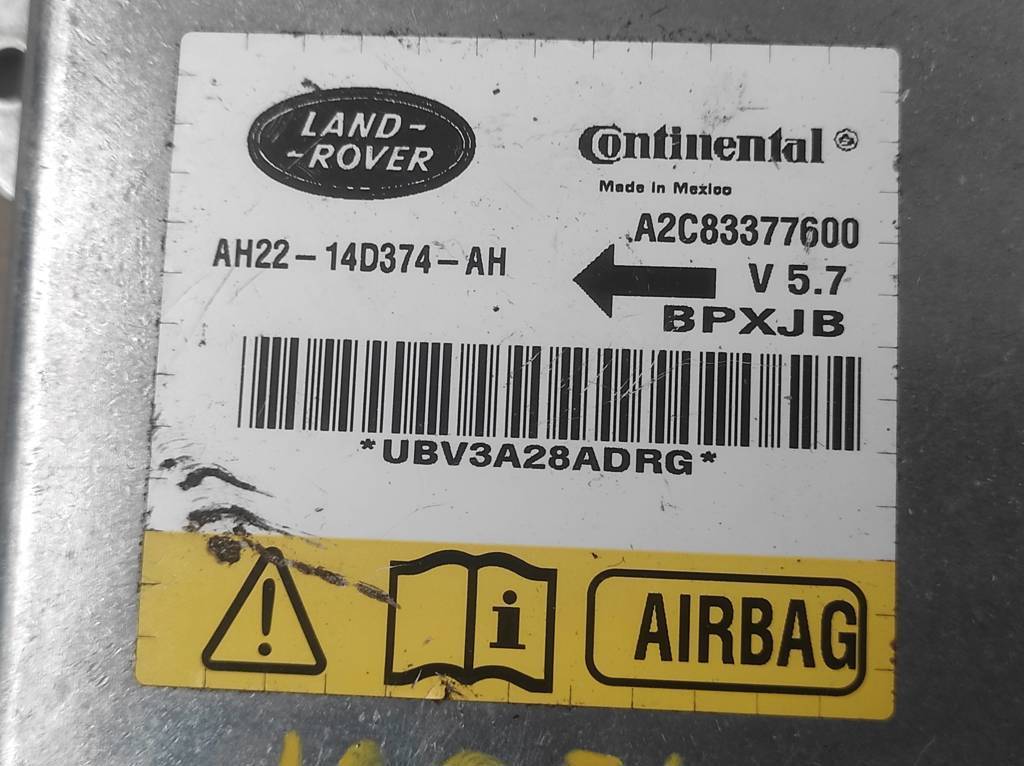 LAND-
-ROVER
Continental
Made in Mexico
A2C83377600
AH22-14D374-AH
V 5.7
BPXJB
*UBV3A28ADRG*
i
AIRBAG